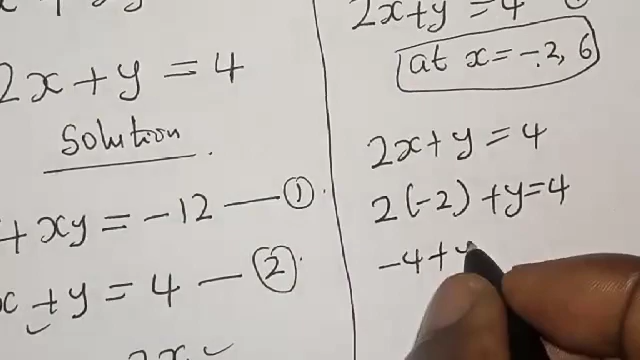 2x + y = 4
Solution.
+ xy = -12 — ①.
x + y = 4 — ②
2x
2x + y = 4
at x = -2, 6
2x + y = 4
2(-2) + y = 4
-4 + y